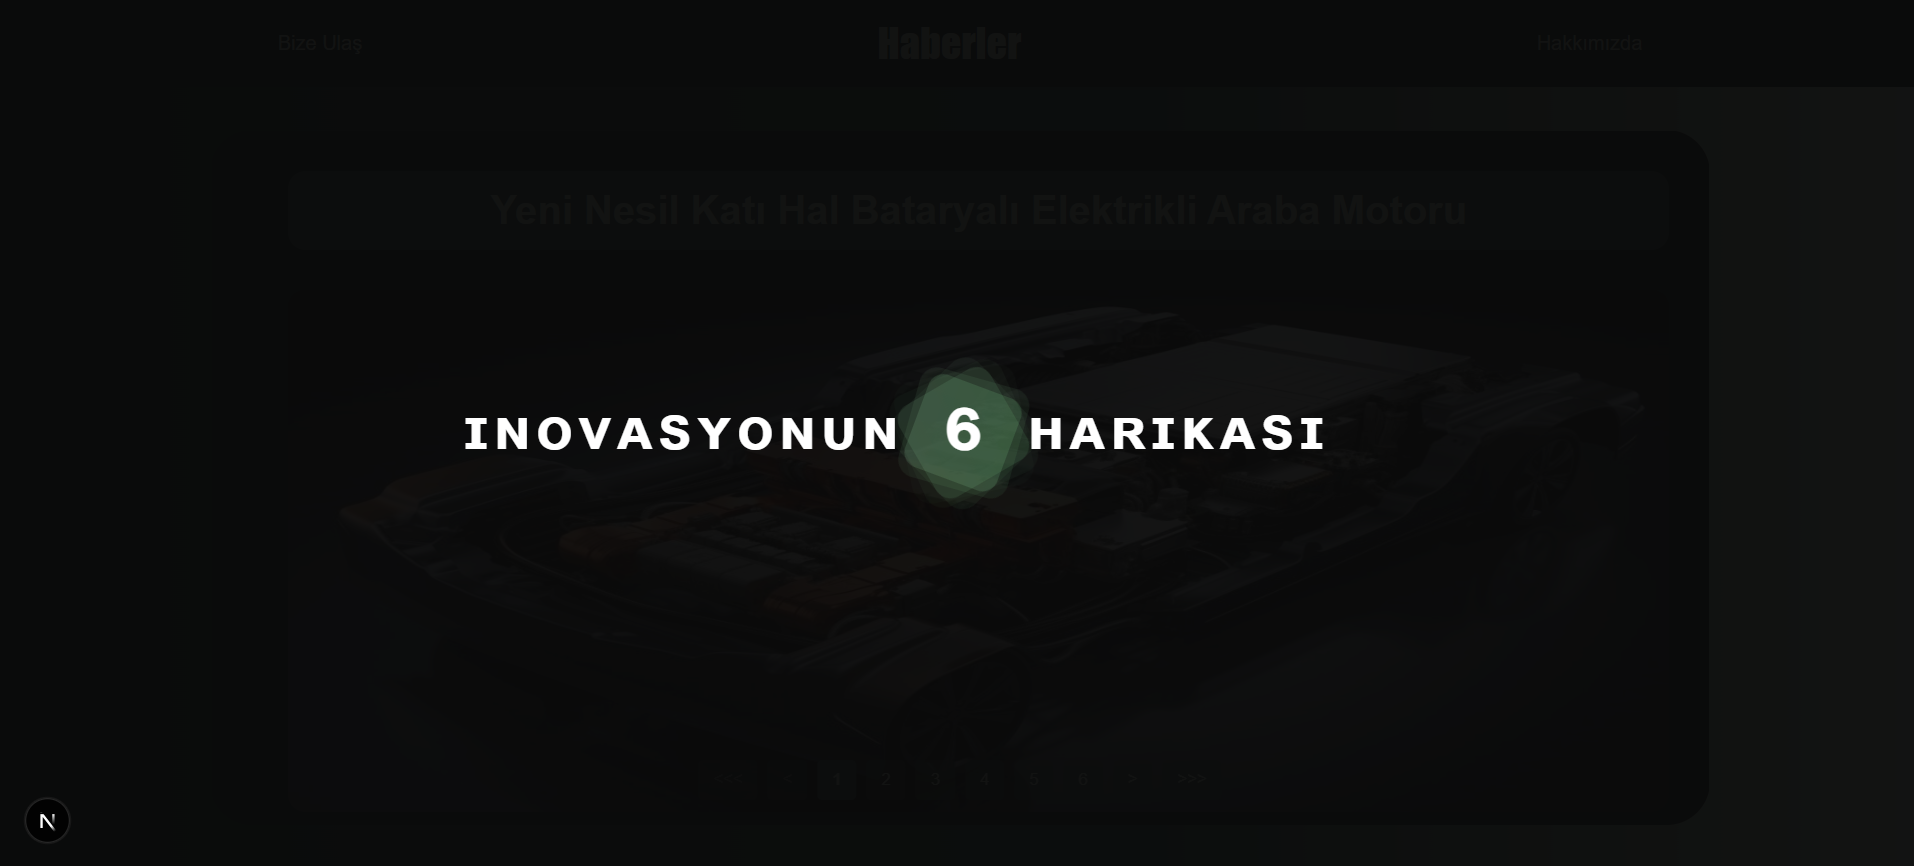 Bize Ulaş Haberler Hakkımızda
Yeni Nesil Katı Hal Bataryalı Elektrikli Araba Motoru
INOVASYONUN 6 HARIKASI
<<< < 1 2 3 4 5 6 > >>>
N